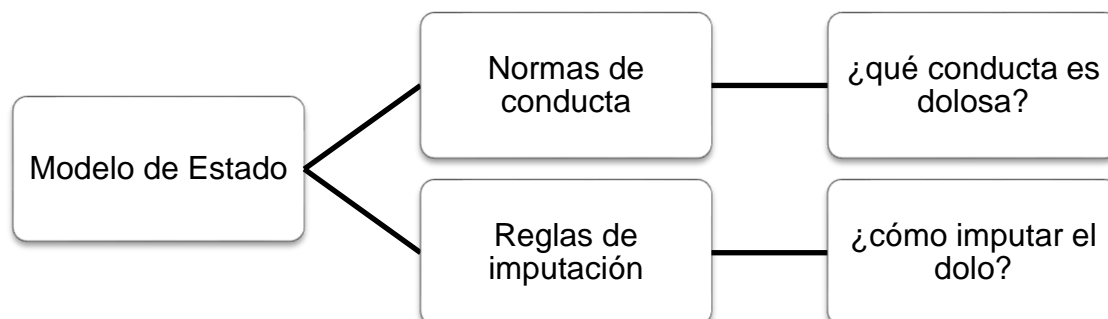 Modelo de Estado
Normas de
conducta
¿qué conducta es
dolosa?
Reglas de
imputación
¿cómo imputar el
dolo?